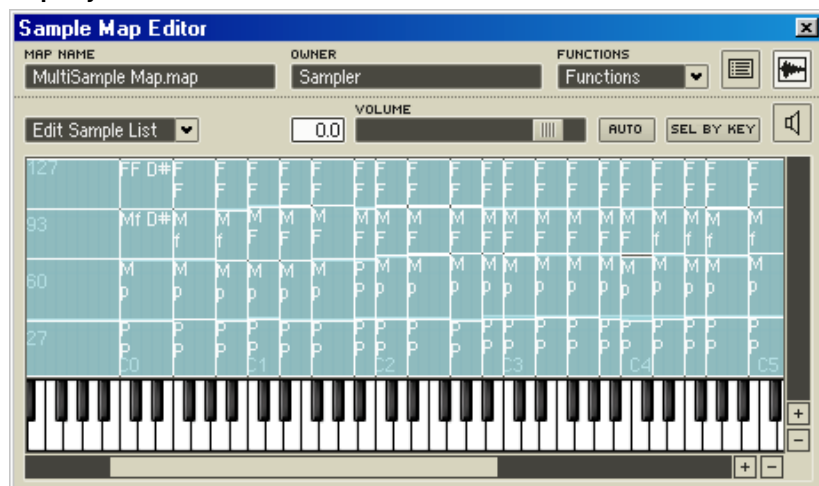 Sample Map Editor
MAP NAME OWNER FUNCTIONS
MultiSample Map.map Sampler Functions
VOLUME
Edit Sample List 0.0 AUTO SEL BY KEY
127 FF D# F F F F F F F F F F F F F F F F
F F F F F F F F F F F F F F F F
93 Mf D# M M M M M M M M M M M M M M M M
f f F F F F F F F F F F F f f f
60 M M M M M M P M M M M M M M M M M M
p p p p p p p p p p p p p p p p p p
27 P P P P P P P P P P P P P P P P P P
p p p p p p p p p p p p p p p p p p
C0 C1 C2 C3 C4 C5